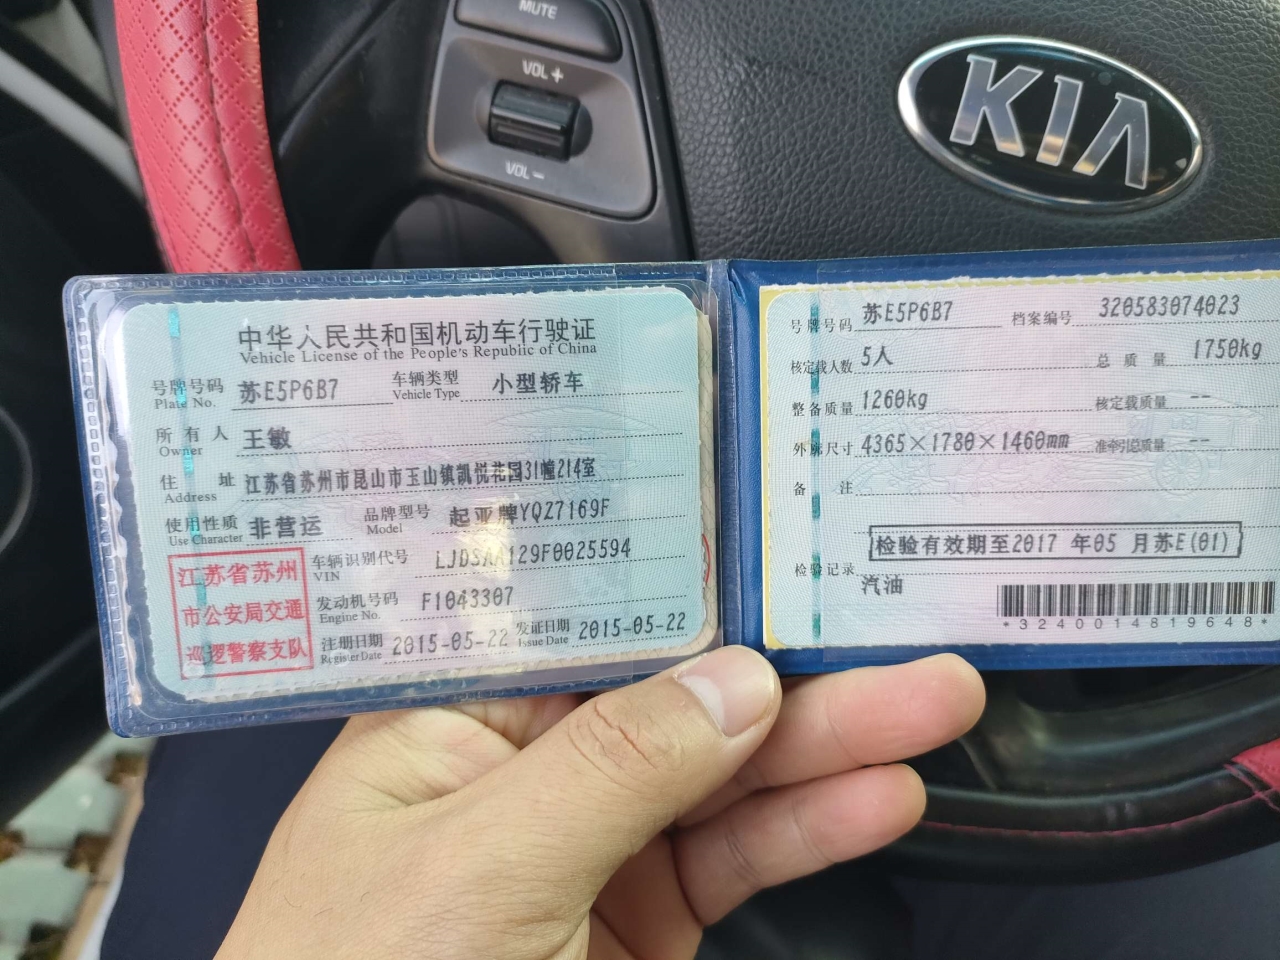 MUTE
VOL +
VOL -
KIA
中华人民共和国机动车行驶证
Vehicle License of the People's Republic of China
号牌号码 苏E5P6B7 车辆类型 小型轿车
Plate No. Vehicle Type
所有人 王敏
Owner
住址 江苏省苏州市昆山市玉山镇凯悦花园31幢214室
Address
使用性质 非营运 品牌型号 起亚牌YQZ7169F
Use Character Model
江苏省苏州
市公安局交通
巡逻警察支队
车辆识别代号 LJDSAA129F0025594
VIN
发动机号码 F1043307
Engine No.
注册日期 2015-05-22 发证日期 2015-05-22
Register Date Issue Date
号牌号码 苏E5P6B7 档案编号 320583074023
核定载人数 5人 总质量 1750kg
整备质量 1260kg 核定载质量 --
外廓尺寸 4365×1780×1460mm 准牵引总质量 --
备注
检验有效期至2017 年05 月苏E(01)
检验记录
汽油
*3240014819648*